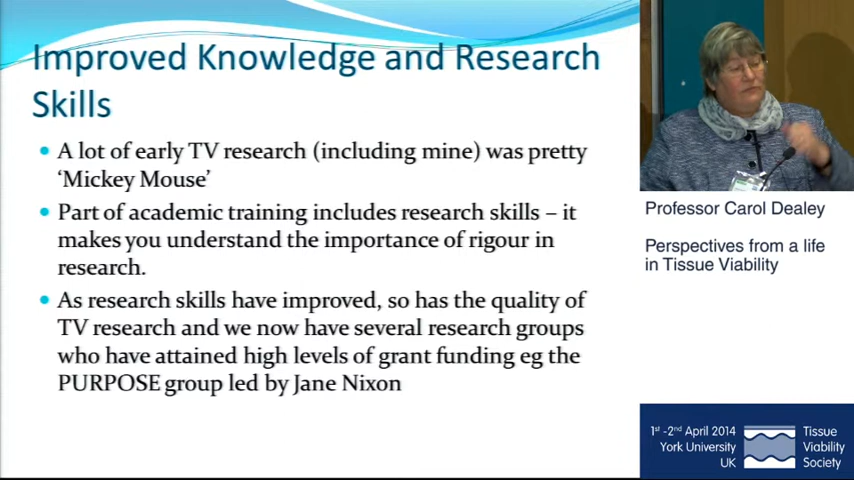 Improved Knowledge and Research
Skills
A lot of early TV research (including mine) was pretty
‘Mickey Mouse’
Part of academic training includes research skills – it
makes you understand the importance of rigour in
research.
As research skills have improved, so has the quality of
TV research and we now have several research groups
who have attained high levels of grant funding eg the
PURPOSE group led by Jane Nixon
Professor Carol Dealey
Perspectives from a life
in Tissue Viability
1st -2nd April 2014
York University
UK
Tissue
Viability
Society